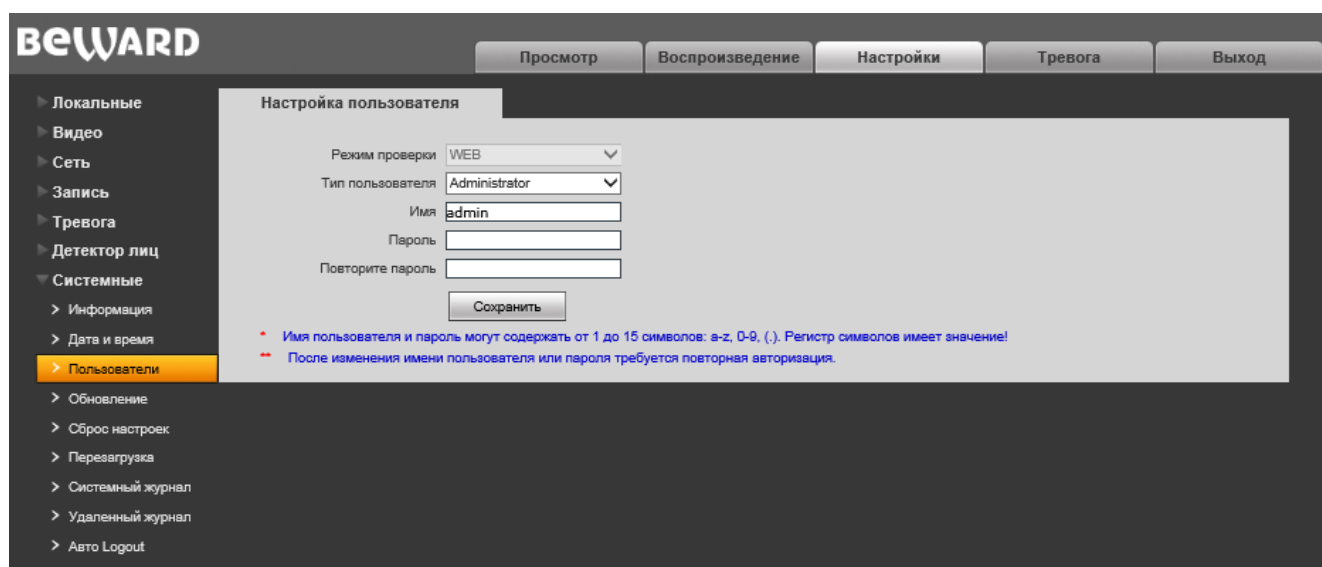 BEWARD
Просмотр Воспроизведение Настройки Тревога Выход
Локальные
Видео
Сеть
Запись
Тревога
Детектор лиц
Системные
Информация
Дата и время
Пользователи
Обновление
Сброс настроек
Перезагрузка
Системный журнал
Удаленный журнал
Авто Logout
Настройка пользователя
Режим проверки WEB
Тип пользователя Administrator
Имя admin
Пароль
Повторите пароль
Сохранить
* Имя пользователя и пароль могут содержать от 1 до 15 символов: a-z, 0-9, (.). Регистр символов имеет значение!
** После изменения имени пользователя или пароля требуется повторная авторизация.